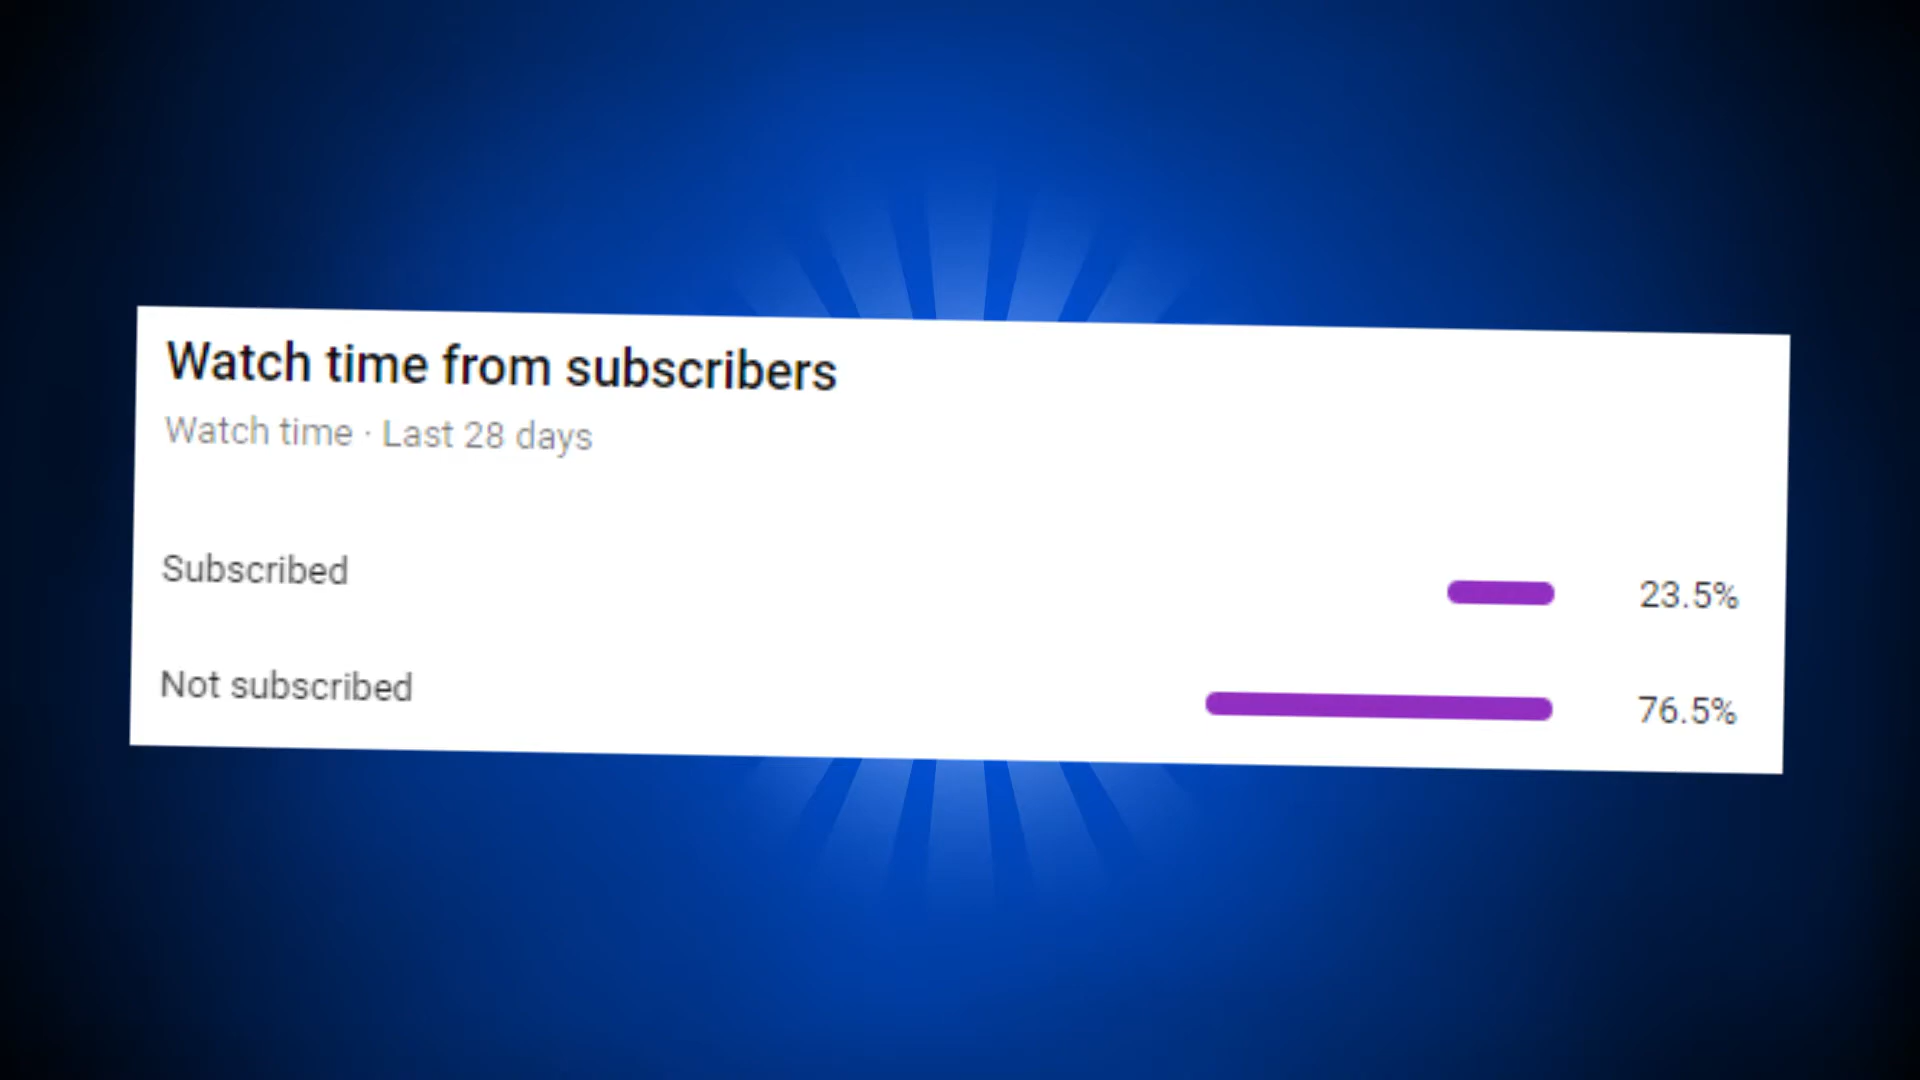 Watch time from subscribers
Watch time · Last 28 days
Subscribed 23.5%
Not subscribed 76.5%